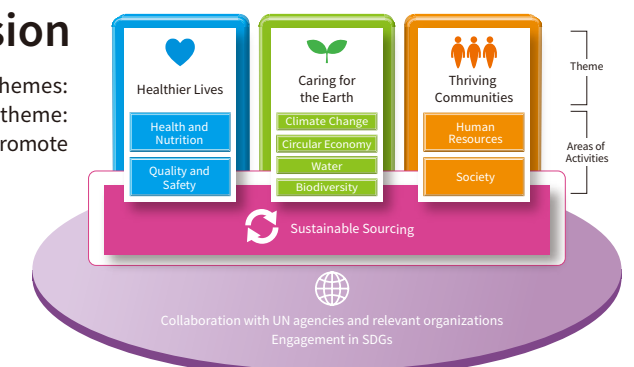 sion
hemes:
theme:
romote
Healthier Lives
Health and
Nutrition
Quality and
Safety
Caring for
the Earth
Climate Change
Circular Economy
Water
Biodiversity
Thriving
Communities
Human
Resources
Society
Theme
Areas of
Activities
Sustainable Sourcing
Collaboration with UN agencies and relevant organizations
Engagement in SDGs